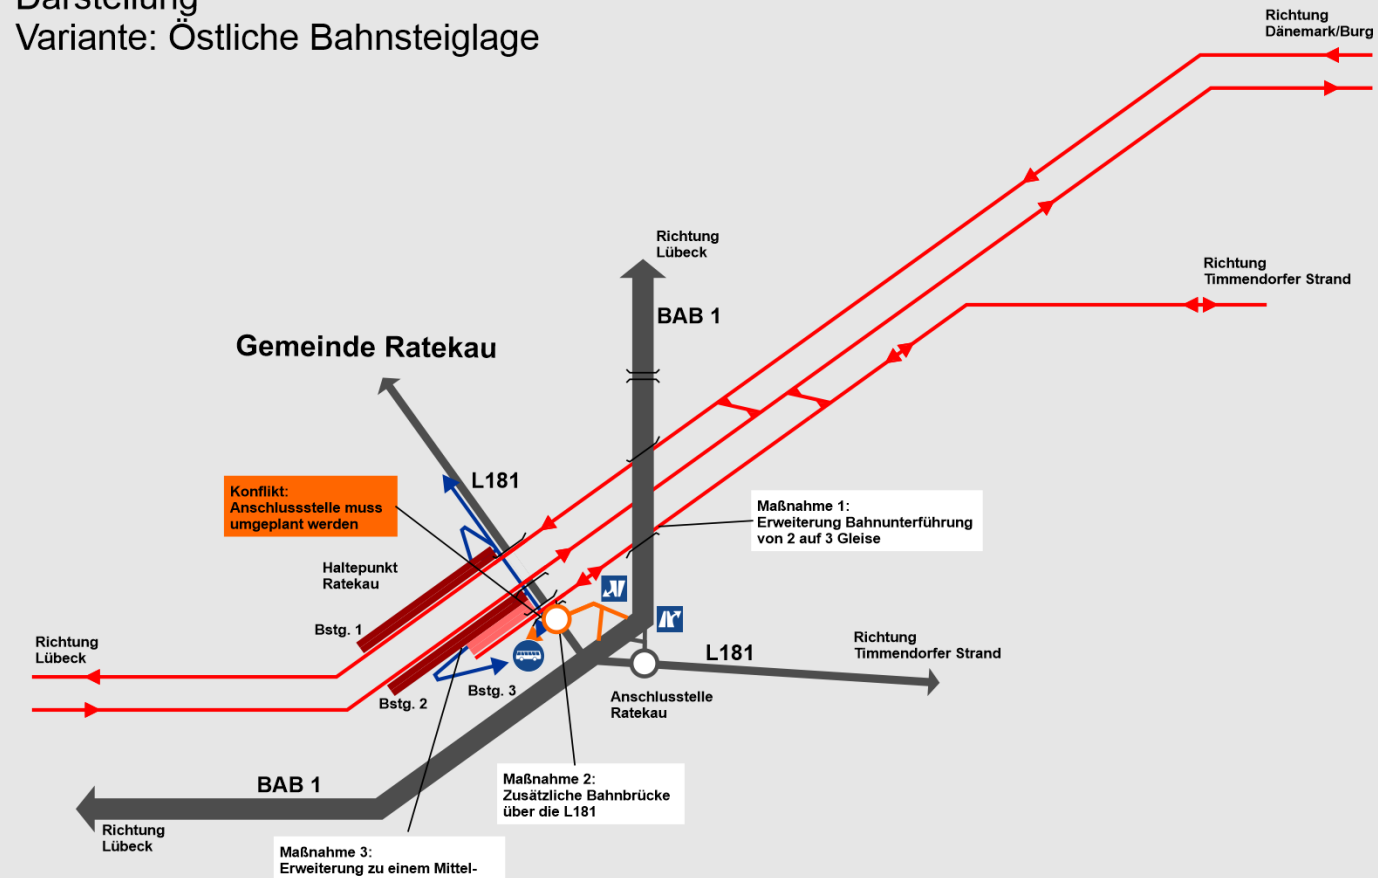 Darstellung
Variante: Östliche Bahnsteiglage
Richtung
Dänemark/Burg
Richtung
Lübeck
Richtung
Timmendorfer Strand
BAB 1
Gemeinde Ratekau
L181
Konflikt:
Anschlussstelle muss
umgeplant werden
Maßnahme 1:
Erweiterung Bahnunterführung
von 2 auf 3 Gleise
Haltepunkt
Ratekau
Bstg. 1
Richtung
Lübeck
L181
Richtung
Timmendorfer Strand
Bstg. 3
Bstg. 2
Anschlusstelle
Ratekau
BAB 1
Maßnahme 2:
Zusätzliche Bahnbrücke
über die L181
Richtung
Lübeck
Maßnahme 3:
Erweiterung zu einem Mittel-